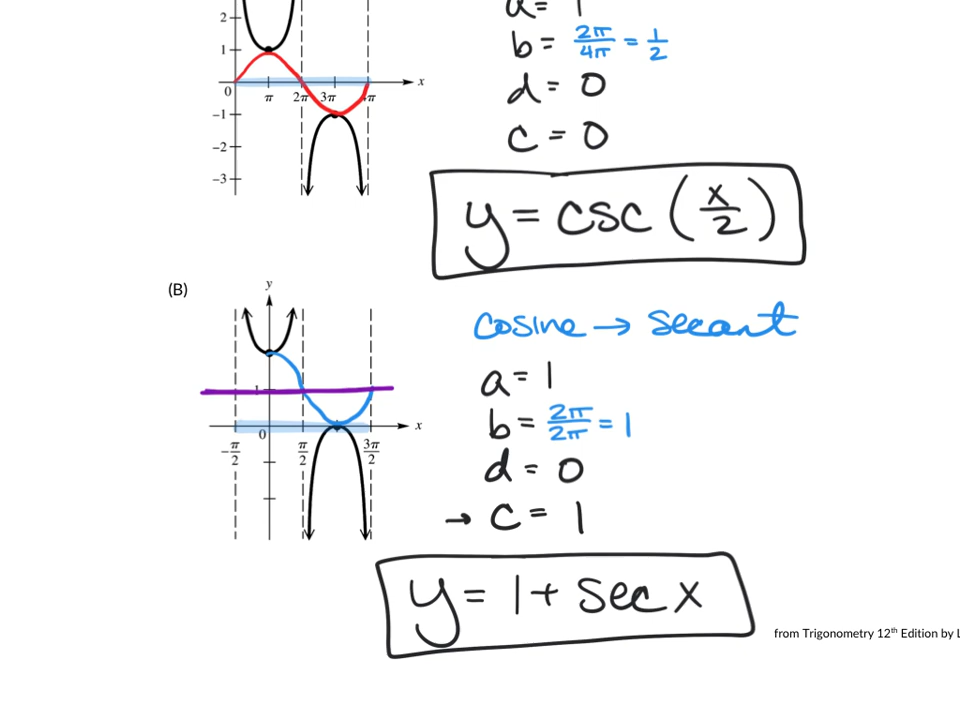 2
a = 1
1
b = 2π/4π = 1/2
x
0
π 2π 3π
d = 0
−1
c = 0
−2
−3
y = csc (x/2)
(B)
y
cosine → secant
a = 1
1
b = 2π/2π = 1
x
0
−π/2 π/2 3π/2
d = 0
→ c = 1
y = 1 + sec x
from Trigonometry 12th Edition by